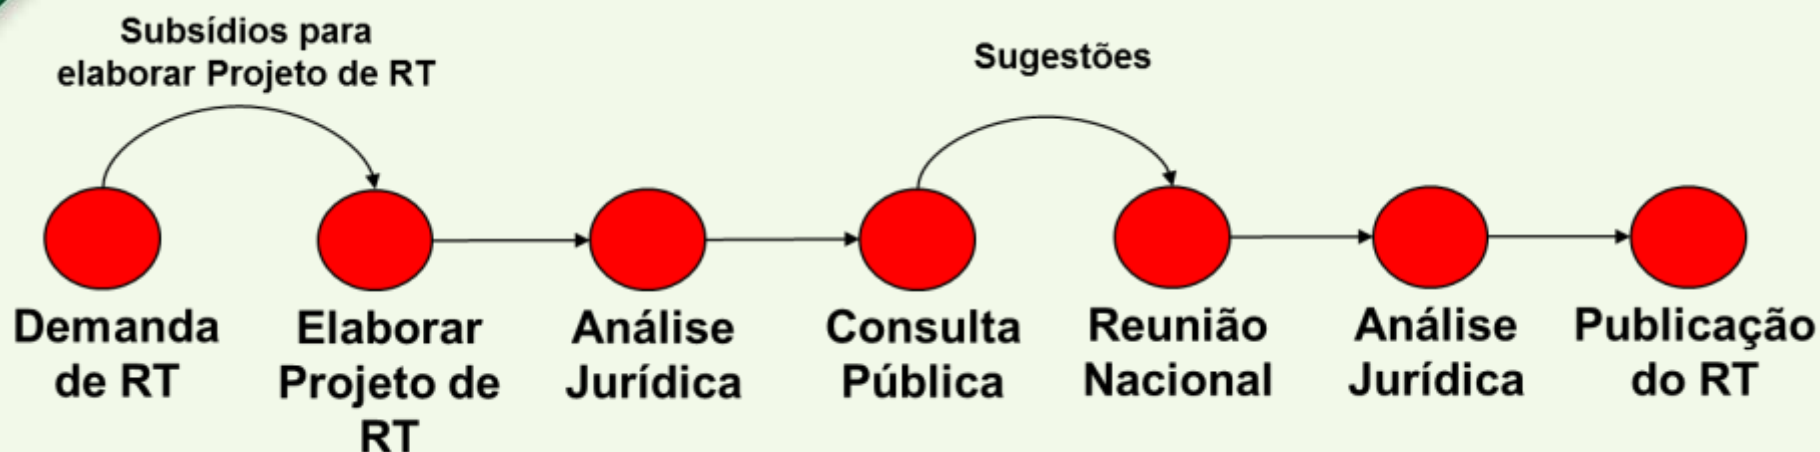 Subsídios para
elaborar Projeto de RT
Sugestões
Demanda
de RT
Elaborar
Projeto de
RT
Análise
Jurídica
Consulta
Pública
Reunião
Nacional
Análise
Jurídica
Publicação
do RT